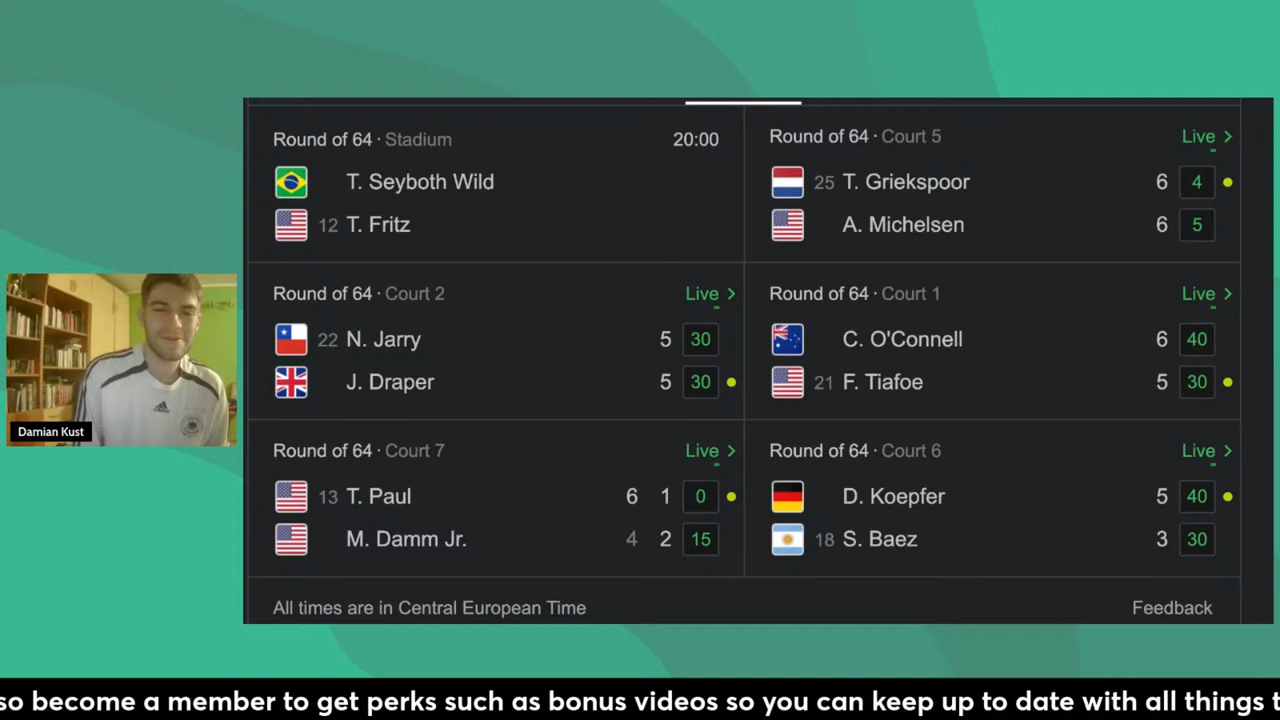 Round of 64 · Stadium 20:00
T. Seyboth Wild
12 T. Fritz
Round of 64 · Court 5 Live >
25 T. Griekspoor 6 4
A. Michelsen 6 5
Round of 64 · Court 2 Live >
22 N. Jarry 5 30
J. Draper 5 30
Round of 64 · Court 1 Live >
C. O'Connell 6 40
21 F. Tiafoe 5 30
Round of 64 · Court 7 Live >
13 T. Paul 6 1 0
M. Damm Jr. 4 2 15
Round of 64 · Court 6 Live >
D. Koepfer 5 40
18 S. Baez 3 30
All times are in Central European Time
Feedback
Damian Kust
so become a member to get perks such as bonus videos so you can keep up to date with all things t